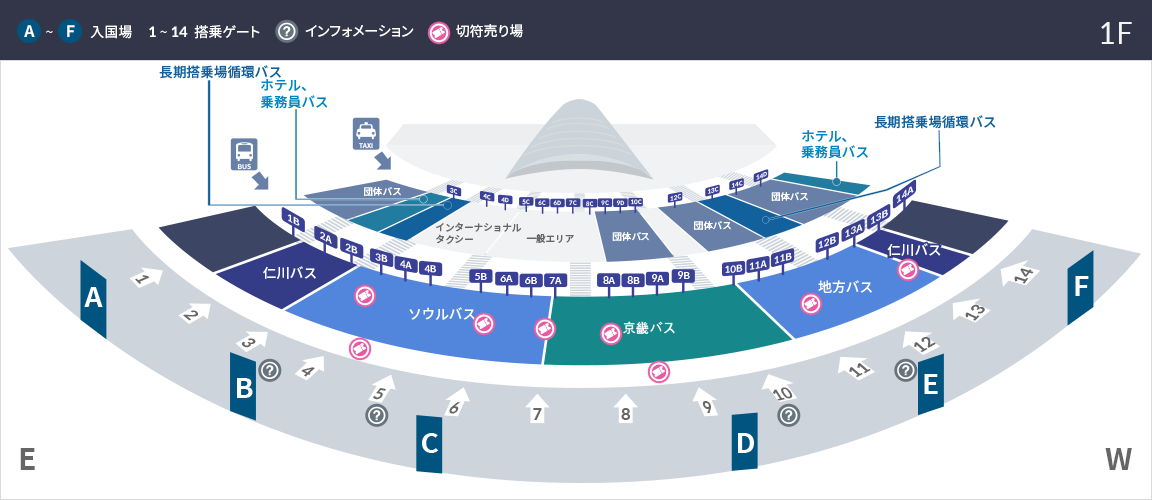 A ~ F 入国場 1 ~ 14 搭乗ゲート ? インフォメーション 切符売り場
1F
長期搭乗場循環バス
ホテル、
乗務員バス
長期搭乗場循環バス
ホテル、
乗務員バス
BUS
TAXI
団体バス
3C
4C
4D
5C
6C
6D
7C
8C
9C
9D
10C
12C
13C
14C
14D
団体バス
インターナショナル
タクシー
一般エリア
団体バス
団体バス
14A
1B
2A
2B
3B
4A
4B
5B
6A
6B
7A
8A
8B
9A
9B
10B
11A
11B
12B
13A
13B
仁川バス
仁川バス
ソウルバス
京畿バス
地方バス
A
B
C
D
E
F
1
2
3
4
5
6
7
8
9
10
11
12
13
14
?
?
?
?
E
W